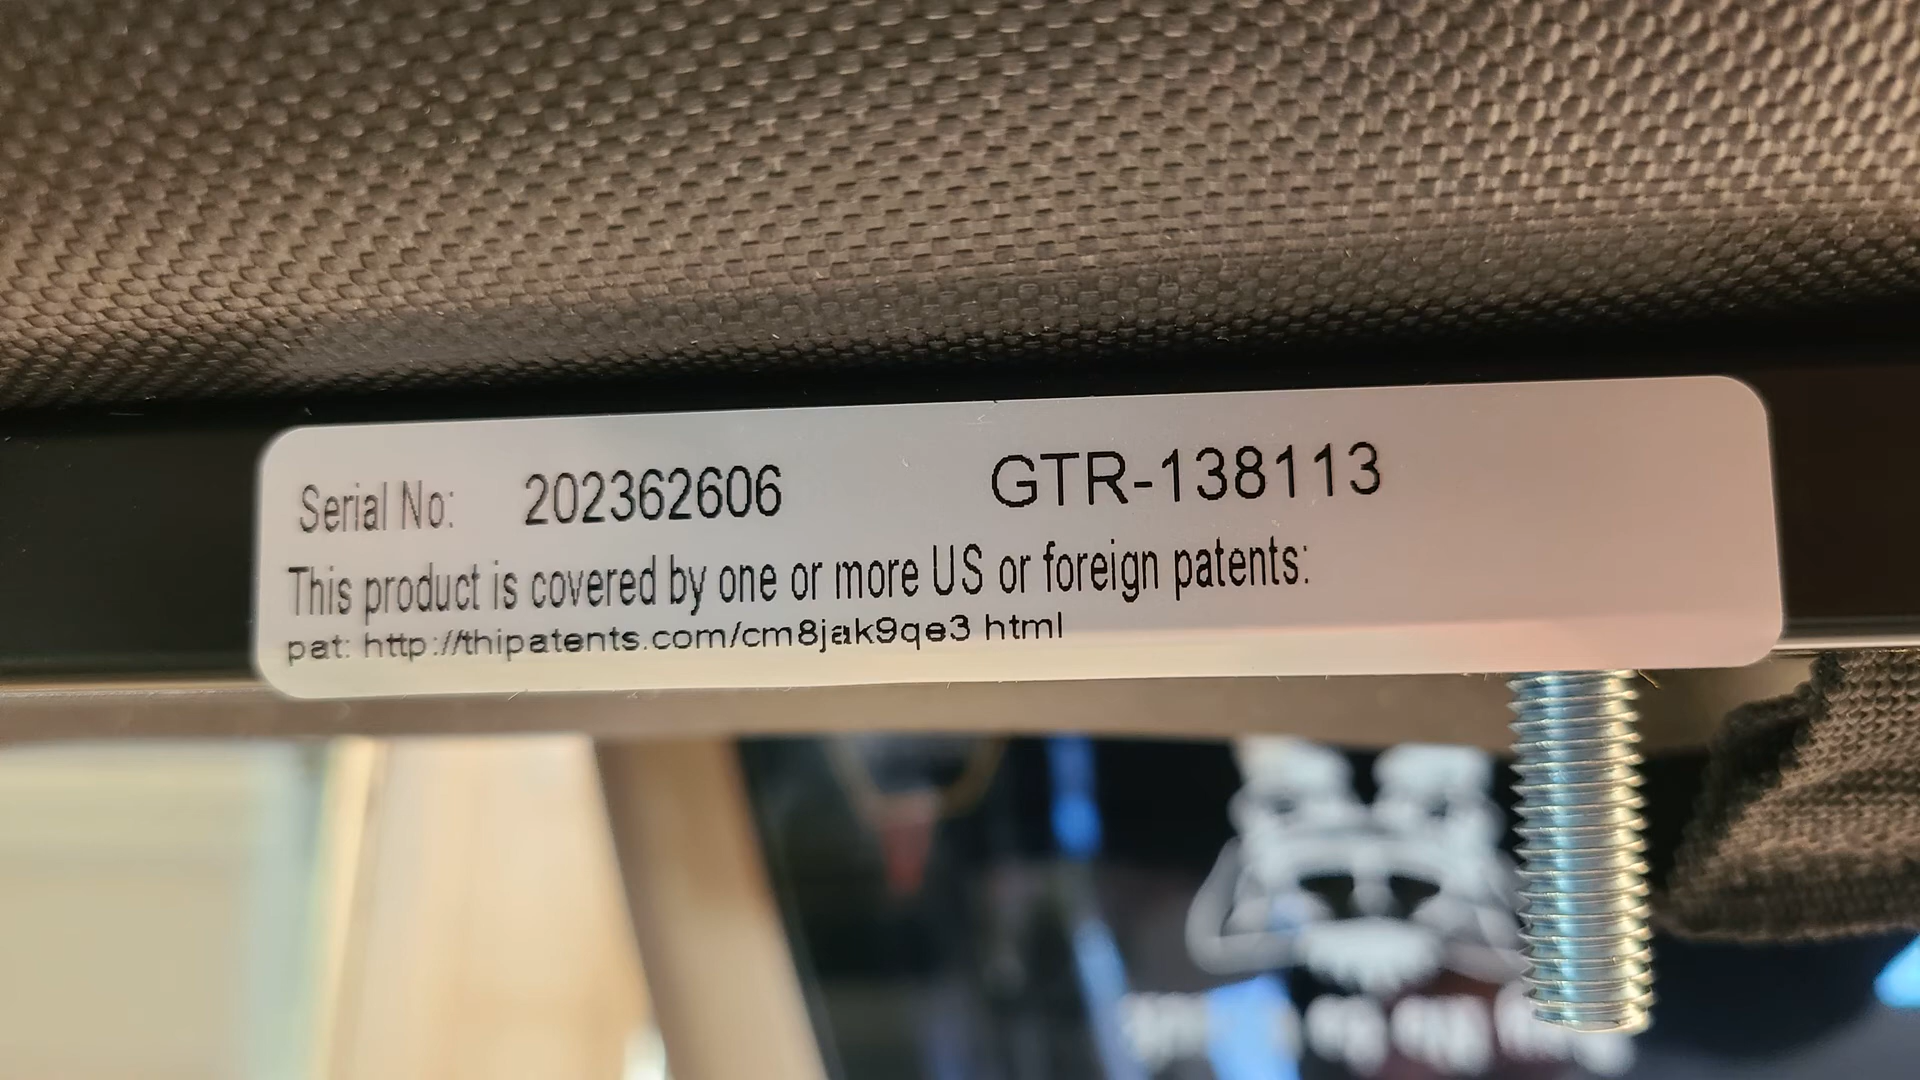 Serial No: 202362606 GTR-138113
This product is covered by one or more US or foreign patents:
pat: http://thipatents.com/cm8jak9qe3 html